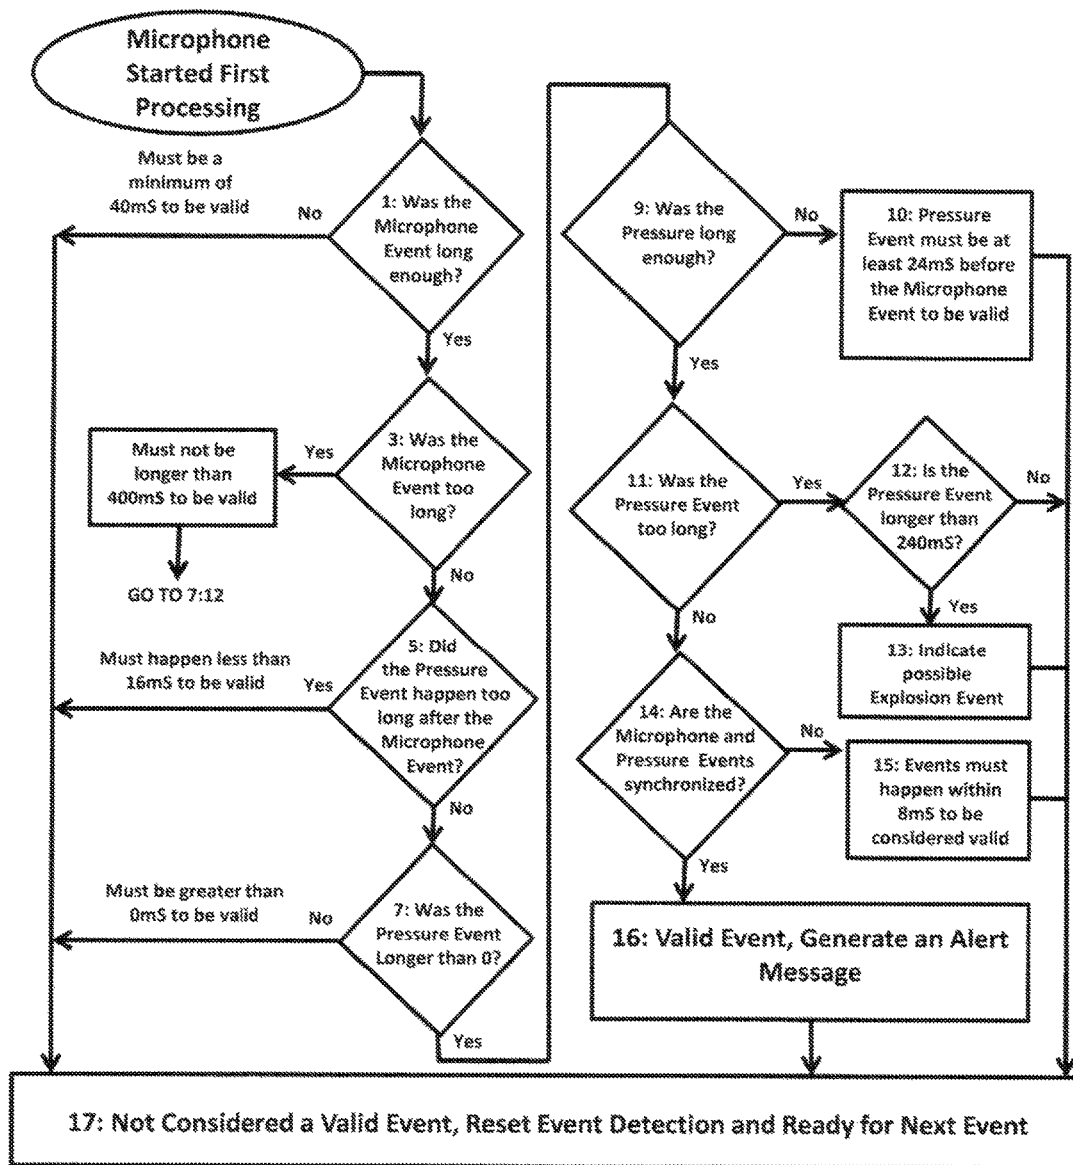 Microphone
Started First
Processing
Must be a
minimum of
40mS to be valid
No
1: Was the
Microphone
Event long
enough?
Yes
Must not be
longer than
400mS to be valid
Yes
3: Was the
Microphone
Event too
long?
GO TO 7:12
No
Must happen less than
16mS to be valid
Yes
5: Did
the Pressure
Event happen too
long after the
Microphone
Event?
No
Must be greater than
0mS to be valid
No
7: Was the
Pressure Event
Longer than 0?
Yes
9: Was the
Pressure long
enough?
No
10: Pressure
Event must be at
least 24mS before
the Microphone
Event to be valid
Yes
11: Was the
Pressure Event
too long?
Yes
12: Is the
Pressure Event
longer than
240mS?
No
Yes
13: Indicate
possible
Explosion Event
No
14: Are the
Microphone and
Pressure Events
synchronized?
No
15: Events must
happen within
8mS to be
considered valid
Yes
16: Valid Event, Generate an Alert
Message
17: Not Considered a Valid Event, Reset Event Detection and Ready for Next Event